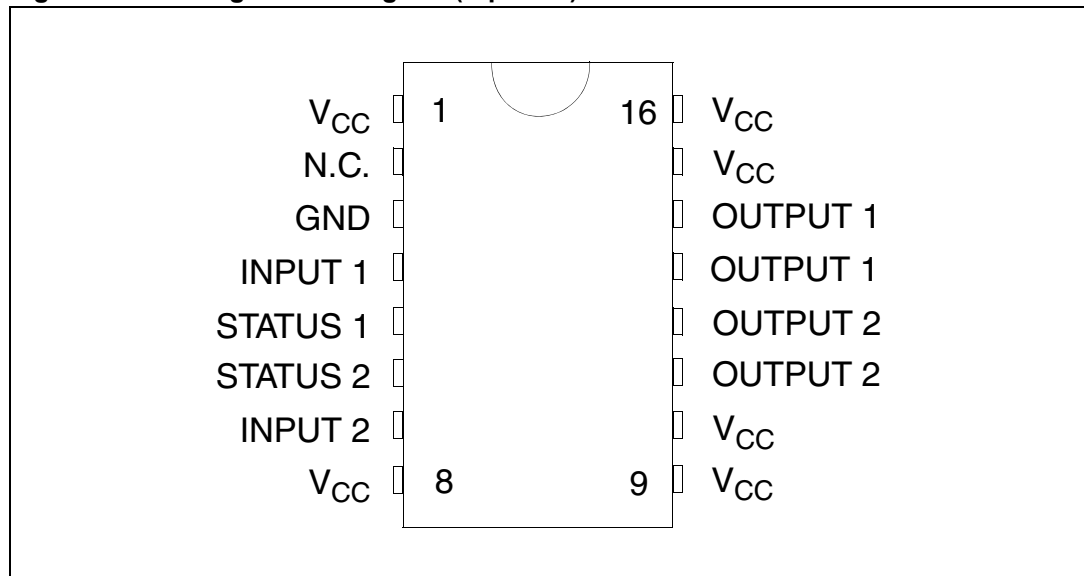 V_CC 1 16 V_CC
N.C. V_CC
GND OUTPUT 1
INPUT 1 OUTPUT 1
STATUS 1 OUTPUT 2
STATUS 2 OUTPUT 2
INPUT 2 V_CC
V_CC 8 9 V_CC